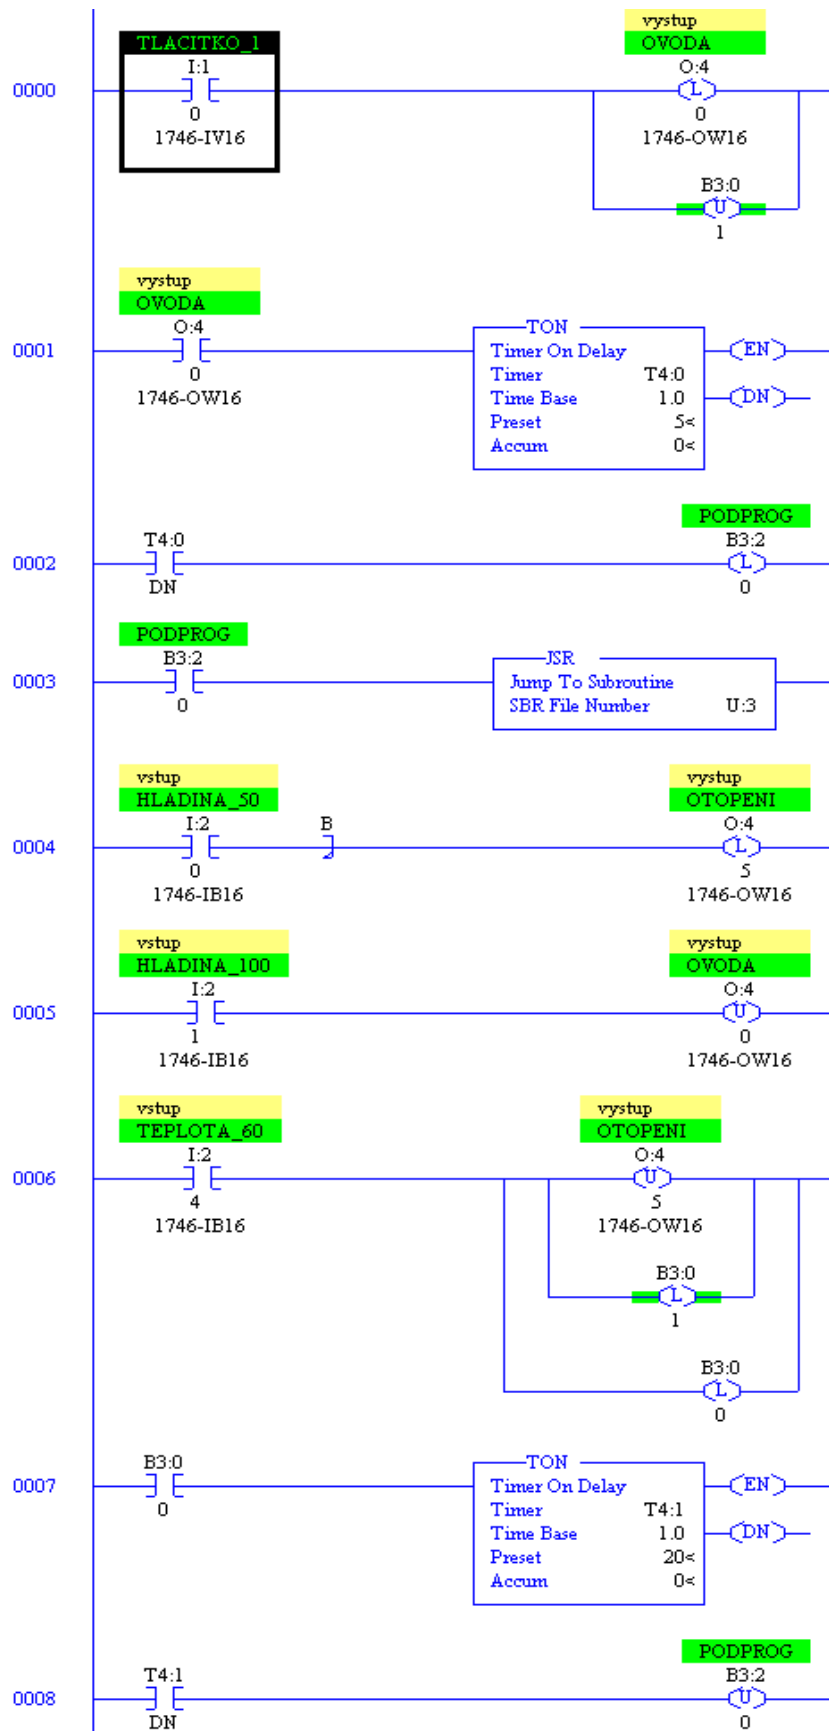 vystup
TLACITKO_1 OVODA
I:1 O:4
0000 L
0 0
1746-IV16 1746-OW16
B3:0
U
1
vystup
OVODA
O:4 TON
0001 Timer On Delay EN
0 Timer T4:0
1746-OW16 Time Base 1.0 DN
Preset 5<
Accum 0<
PODPROG
T4:0 B3:2
0002 L
DN 0
PODPROG
B3:2 JSR
0003 Jump To Subroutine
0 SBR File Number U:3
vstup vystup
HLADINA_50 OTOPENI
I:2 B O:4
0004 L
0 5
1746-IB16 1746-OW16
vstup vystup
HLADINA_100 OVODA
I:2 O:4
0005 U
1 0
1746-IB16 1746-OW16
vstup vystup
TEPLOTA_60 OTOPENI
I:2 O:4
0006 U
4 5
1746-IB16 1746-OW16
B3:0
L
1
B3:0
L
0
B3:0 TON
0007 Timer On Delay EN
0 Timer T4:1
Time Base 1.0 DN
Preset 20<
Accum 0<
PODPROG
T4:1 B3:2
0008 U
DN 0